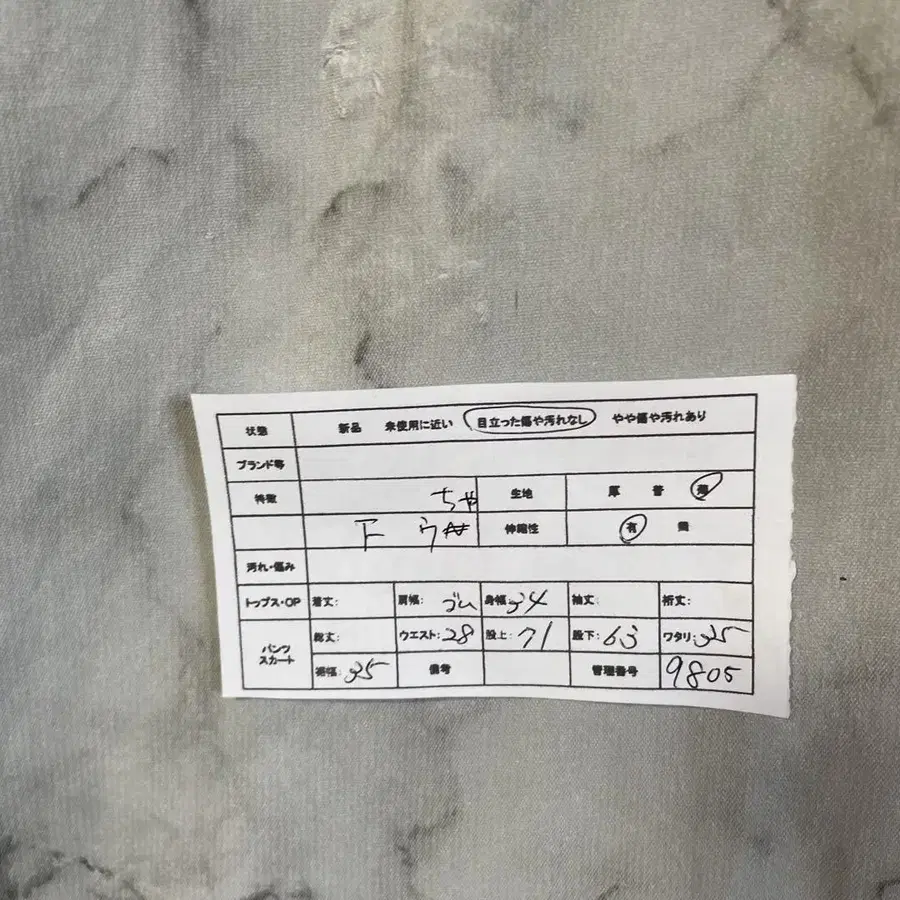 状態 新品 未使用に近い 目立った傷や汚れなし やや傷や汚れあり
ブランド等
特徴 ちゃ 生地 厚 普 薄
下 伸縮性 有 無
汚れ・傷み
トップス・OP 着丈: 肩幅: ゴム 身幅: 34 袖丈: 裄丈:
パンツ スカート 総丈: ウエスト: 28 股上: 71 股下: 63 ワタリ: 35
裾幅: 35 備考 管理番号 9805